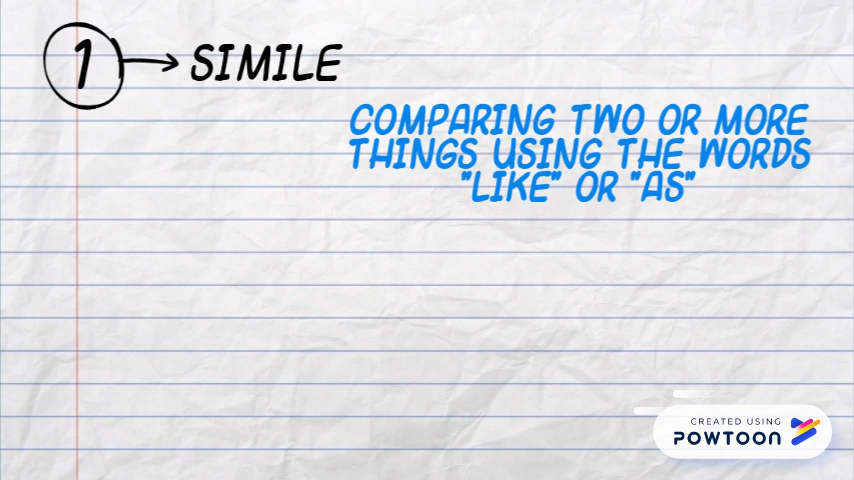 1 SIMILE
COMPARING TWO OR MORE
THINGS USING THE WORDS
"LIKE" OR "AS"
CREATED USING
POWTOON